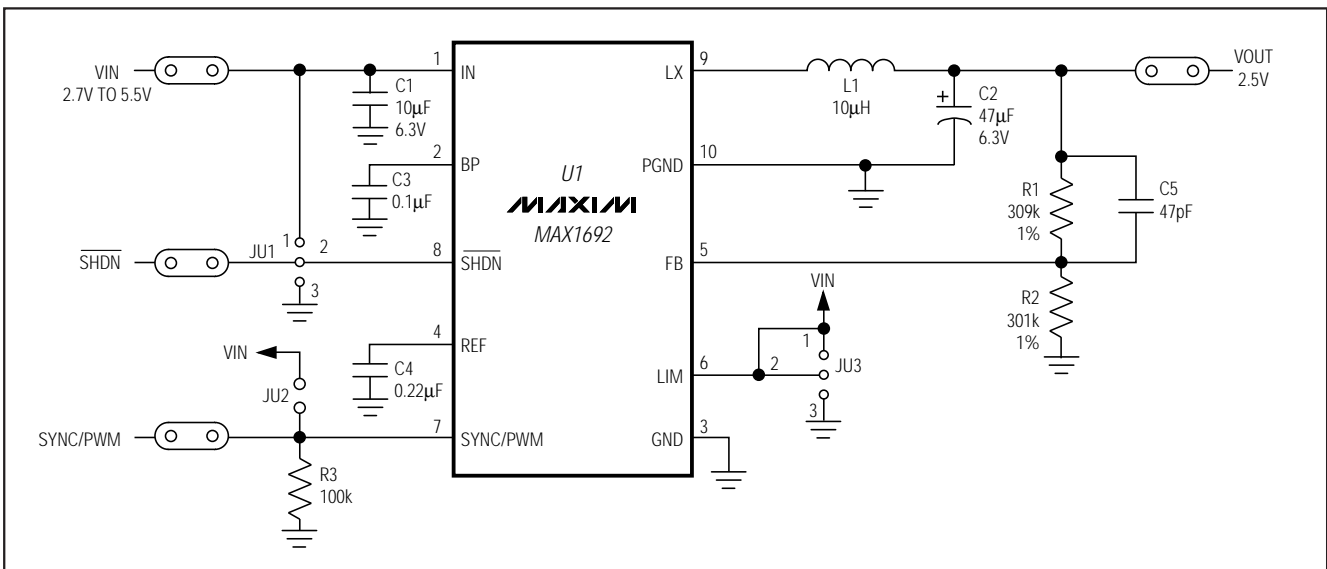 VIN
2.7V TO 5.5V
1
IN
C1
10µF
6.3V
2
BP
C3
0.1µF
SHDN
JU1
1
2
3
8
SHDN
4
REF
C4
0.22µF
VIN
JU2
SYNC/PWM
7
SYNC/PWM
R3
100k
U1
MAXIM
MAX1692
9
LX
L1
10µH
C2
+
47µF
6.3V
VOUT
2.5V
10
PGND
R1
309k
1%
C5
47pF
5
FB
R2
301k
1%
VIN
1
2
3
JU3
6
LIM
3
GND